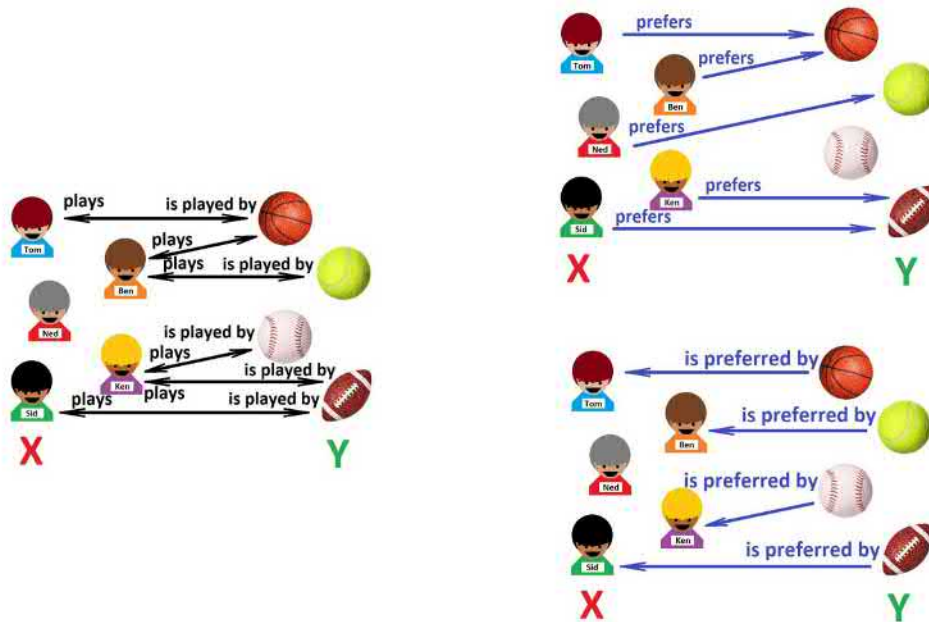 plays is played by
Tom
plays
plays is played by
Ben
Ned
is played by
plays
Ken
is played by
plays
plays is played by
Sid
X Y
prefers
Tom
prefers
Ben
prefers
Ned
prefers
Ken
prefers
Sid
X Y
is preferred by
Tom
is preferred by
Ben
Ned
is preferred by
Ken
is preferred by
Sid
X Y